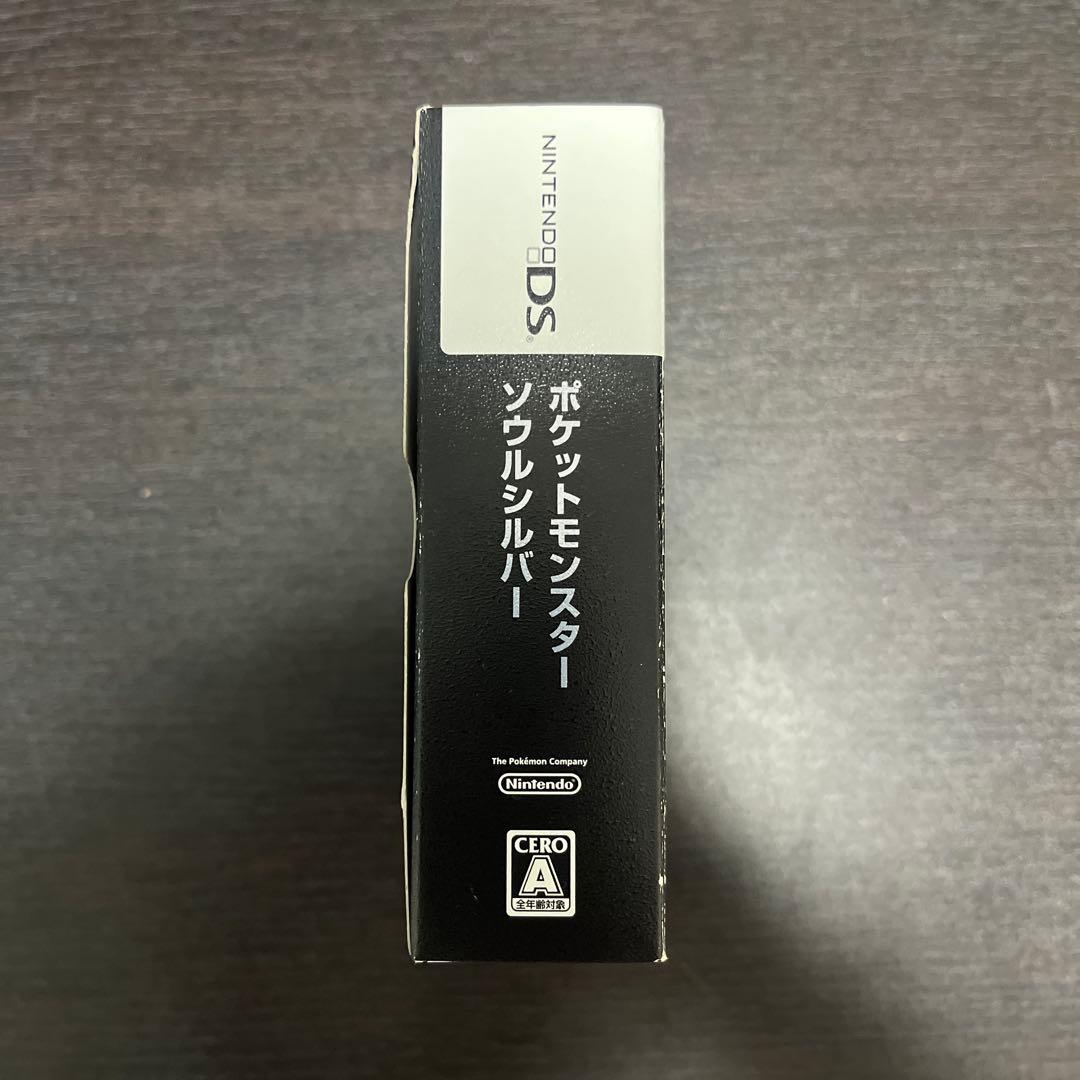 NINTENDO DS®
ポケットモンスター
ソウルシルバー
The Pokémon Company
Nintendo®
CERO
A
全年齢対象